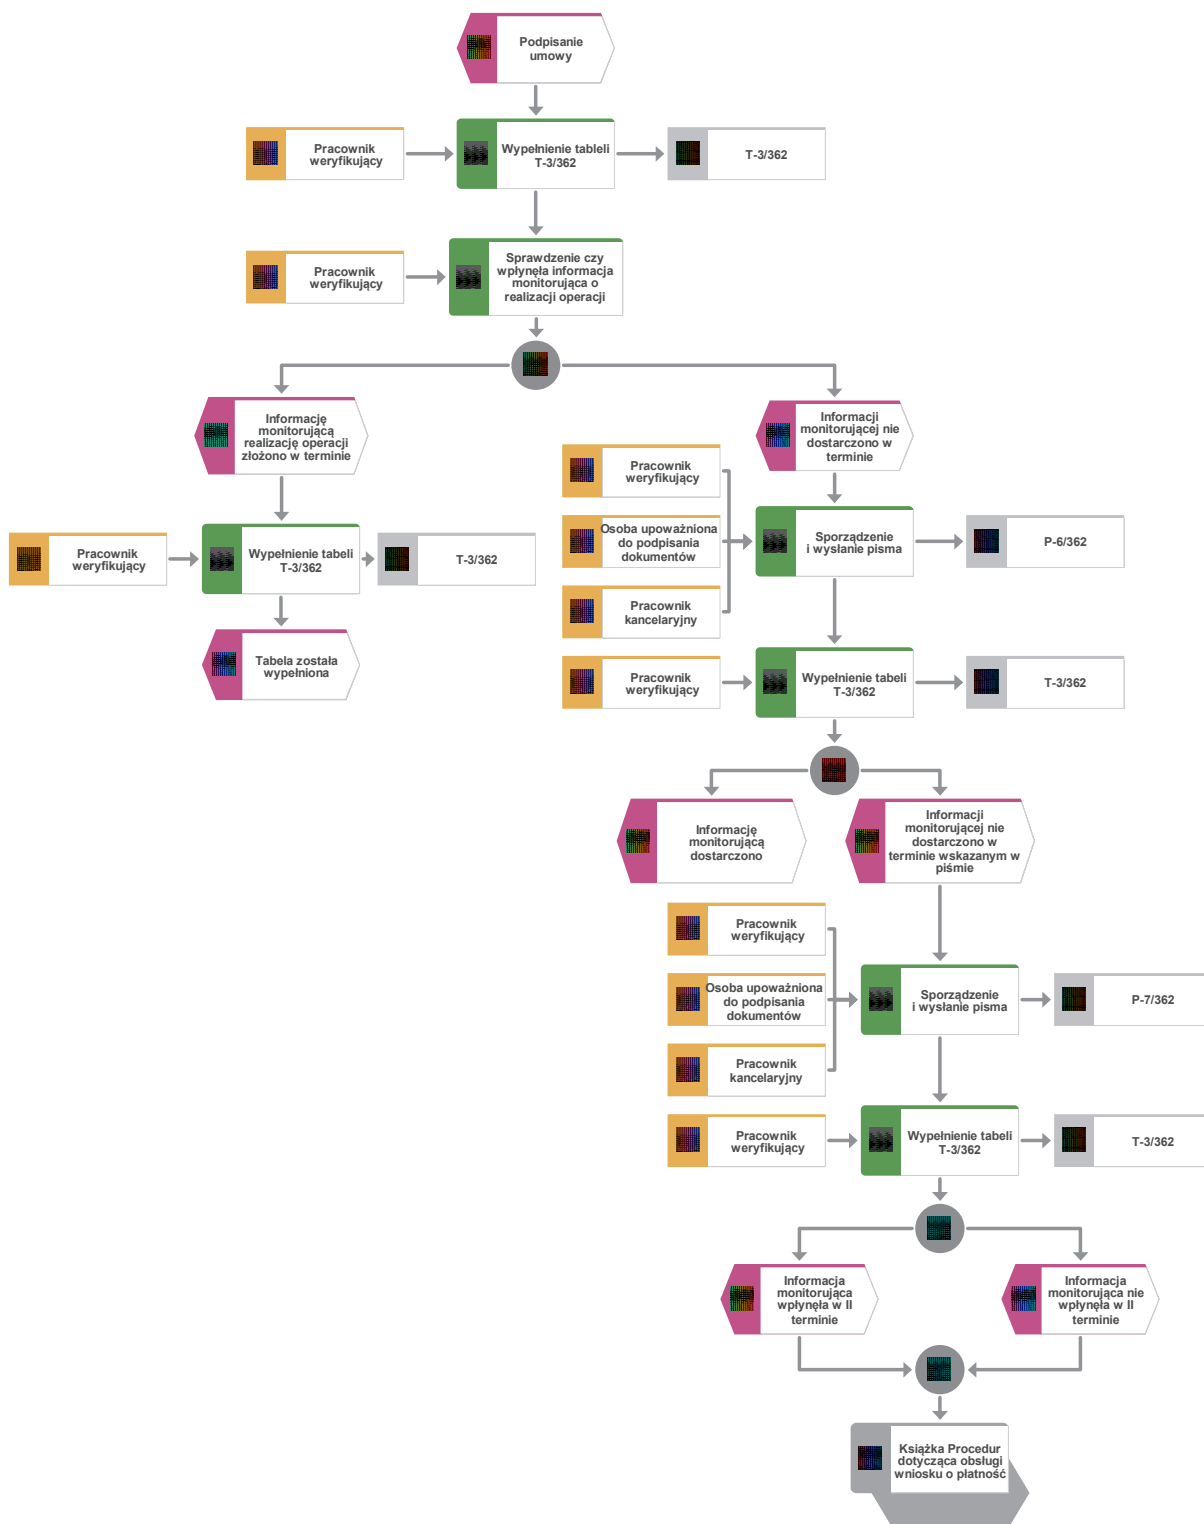 Podpisanie
umowy
Pracownik
weryfikujący
Wypełnienie tableli
T-3/362
T-3/362
Pracownik
weryfikujący
Sprawdzenie czy
wpłynęła informacja
monitorująca o
realizacji operacji
Informację
monitorującą
realizację operacji
złożono w terminie
Informacji
monitorującej nie
dostarczono w
terminie
Pracownik
weryfikujący
Osoba upoważniona
do podpisania
dokumentów
Pracownik
kancelaryjny
Sporządzenie
i wysłanie pisma
P-6/362
Pracownik
weryfikujący
Wypełnienie tabeli
T-3/362
T-3/362
Tabela została
wypełniona
Pracownik
weryfikujący
Wypełnienie tabeli
T-3/362
T-3/362
Informację
monitorującą
dostarczono
Informacji
monitorującej nie
dostarczono w
terminie wskazanym w
piśmie
Pracownik
weryfikujący
Osoba upoważniona
do podpisania
dokumentów
Pracownik
kancelaryjny
Sporządzenie
i wysłanie pisma
P-7/362
Pracownik
weryfikujący
Wypełnienie tabeli
T-3/362
T-3/362
Informacja
monitorująca
wpłynęła w II
terminie
Informacja
monitorująca nie
wpłynęła w II
terminie
Książka Procedur
dotycząca obsługi
wniosku o płatność